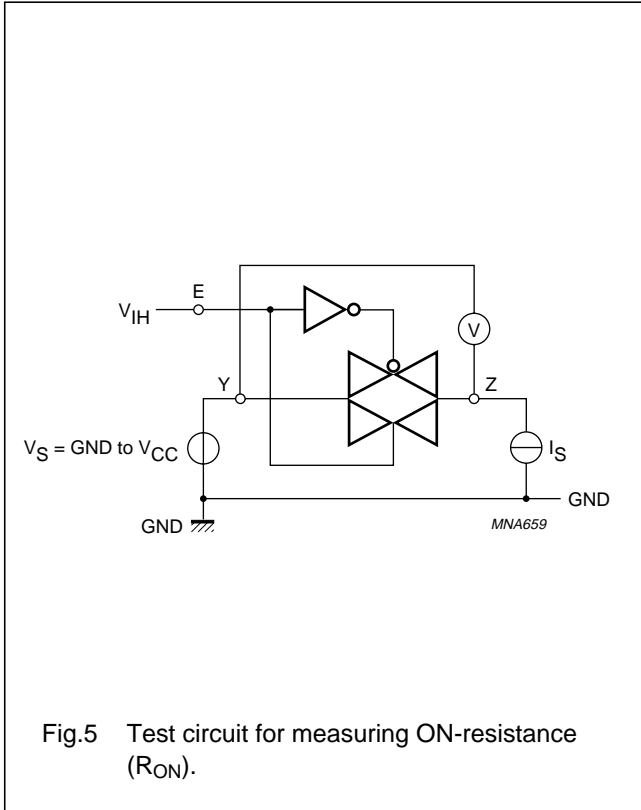 E
V_IH
V
Y
Z
V_S = GND to V_CC
I_S
GND
GND
MNA659
Fig.5 Test circuit for measuring ON-resistance
(R_ON).